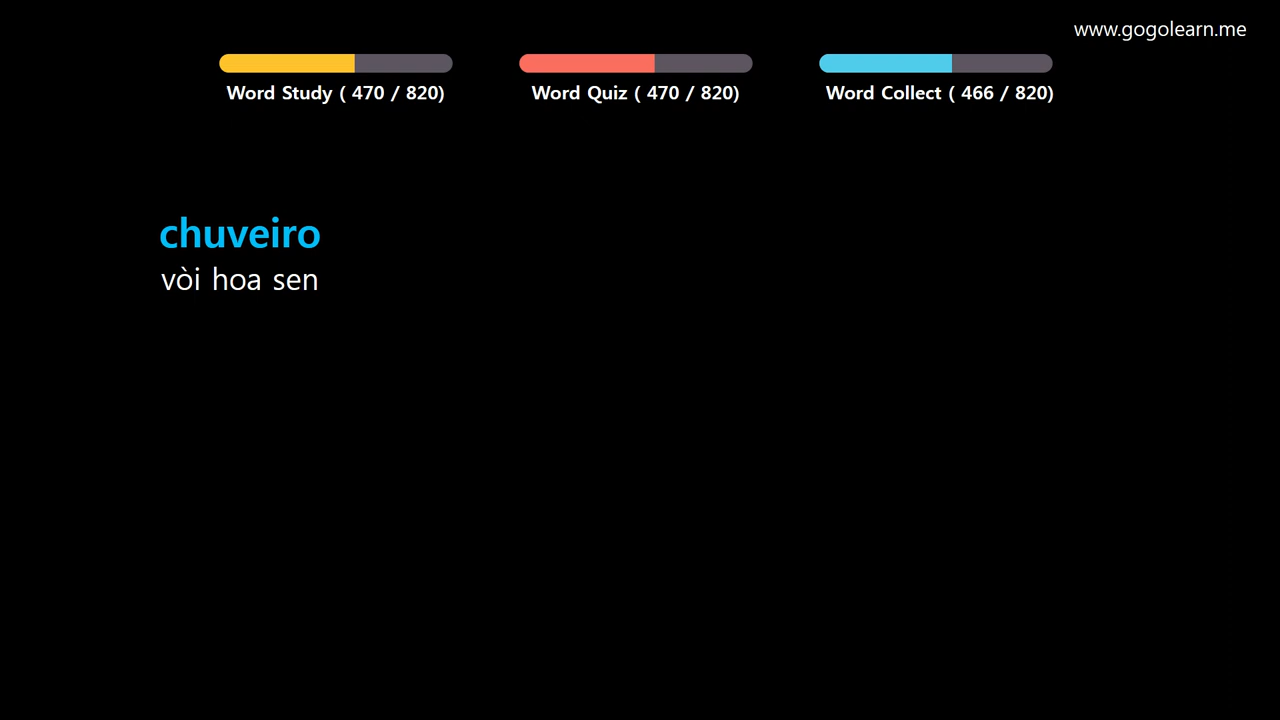 www.gogolearn.me
Word Study ( 470 / 820)
Word Quiz ( 470 / 820)
Word Collect ( 466 / 820)
chuveiro
vòi hoa sen